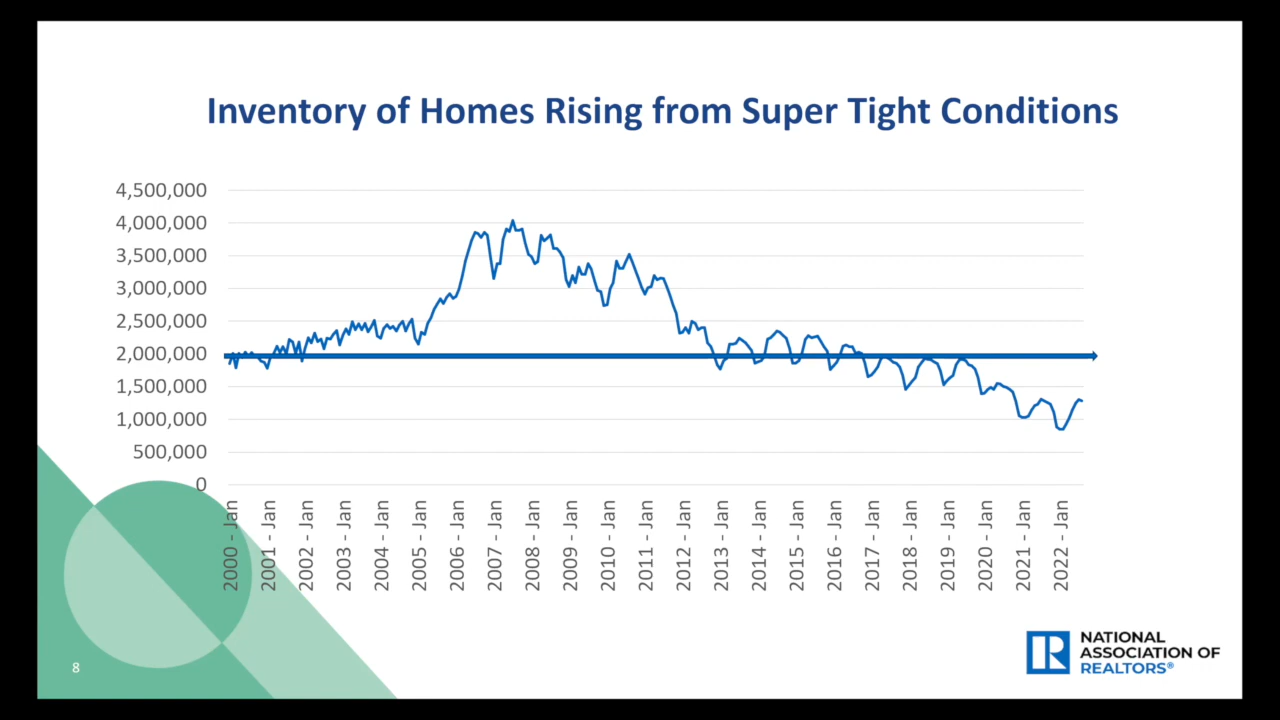 Inventory of Homes Rising from Super Tight Conditions
4,500,000
4,000,000
3,500,000
3,000,000
2,500,000
2,000,000
1,500,000
1,000,000
500,000
0
2000 - Jan
2001 - Jan
2002 - Jan
2003 - Jan
2004 - Jan
2005 - Jan
2006 - Jan
2007 - Jan
2008 - Jan
2009 - Jan
2010 - Jan
2011 - Jan
2012 - Jan
2013 - Jan
2014 - Jan
2015 - Jan
2016 - Jan
2017 - Jan
2018 - Jan
2019 - Jan
2020 - Jan
2021 - Jan
2022 - Jan
8
R
NATIONAL
ASSOCIATION OF
REALTORS®